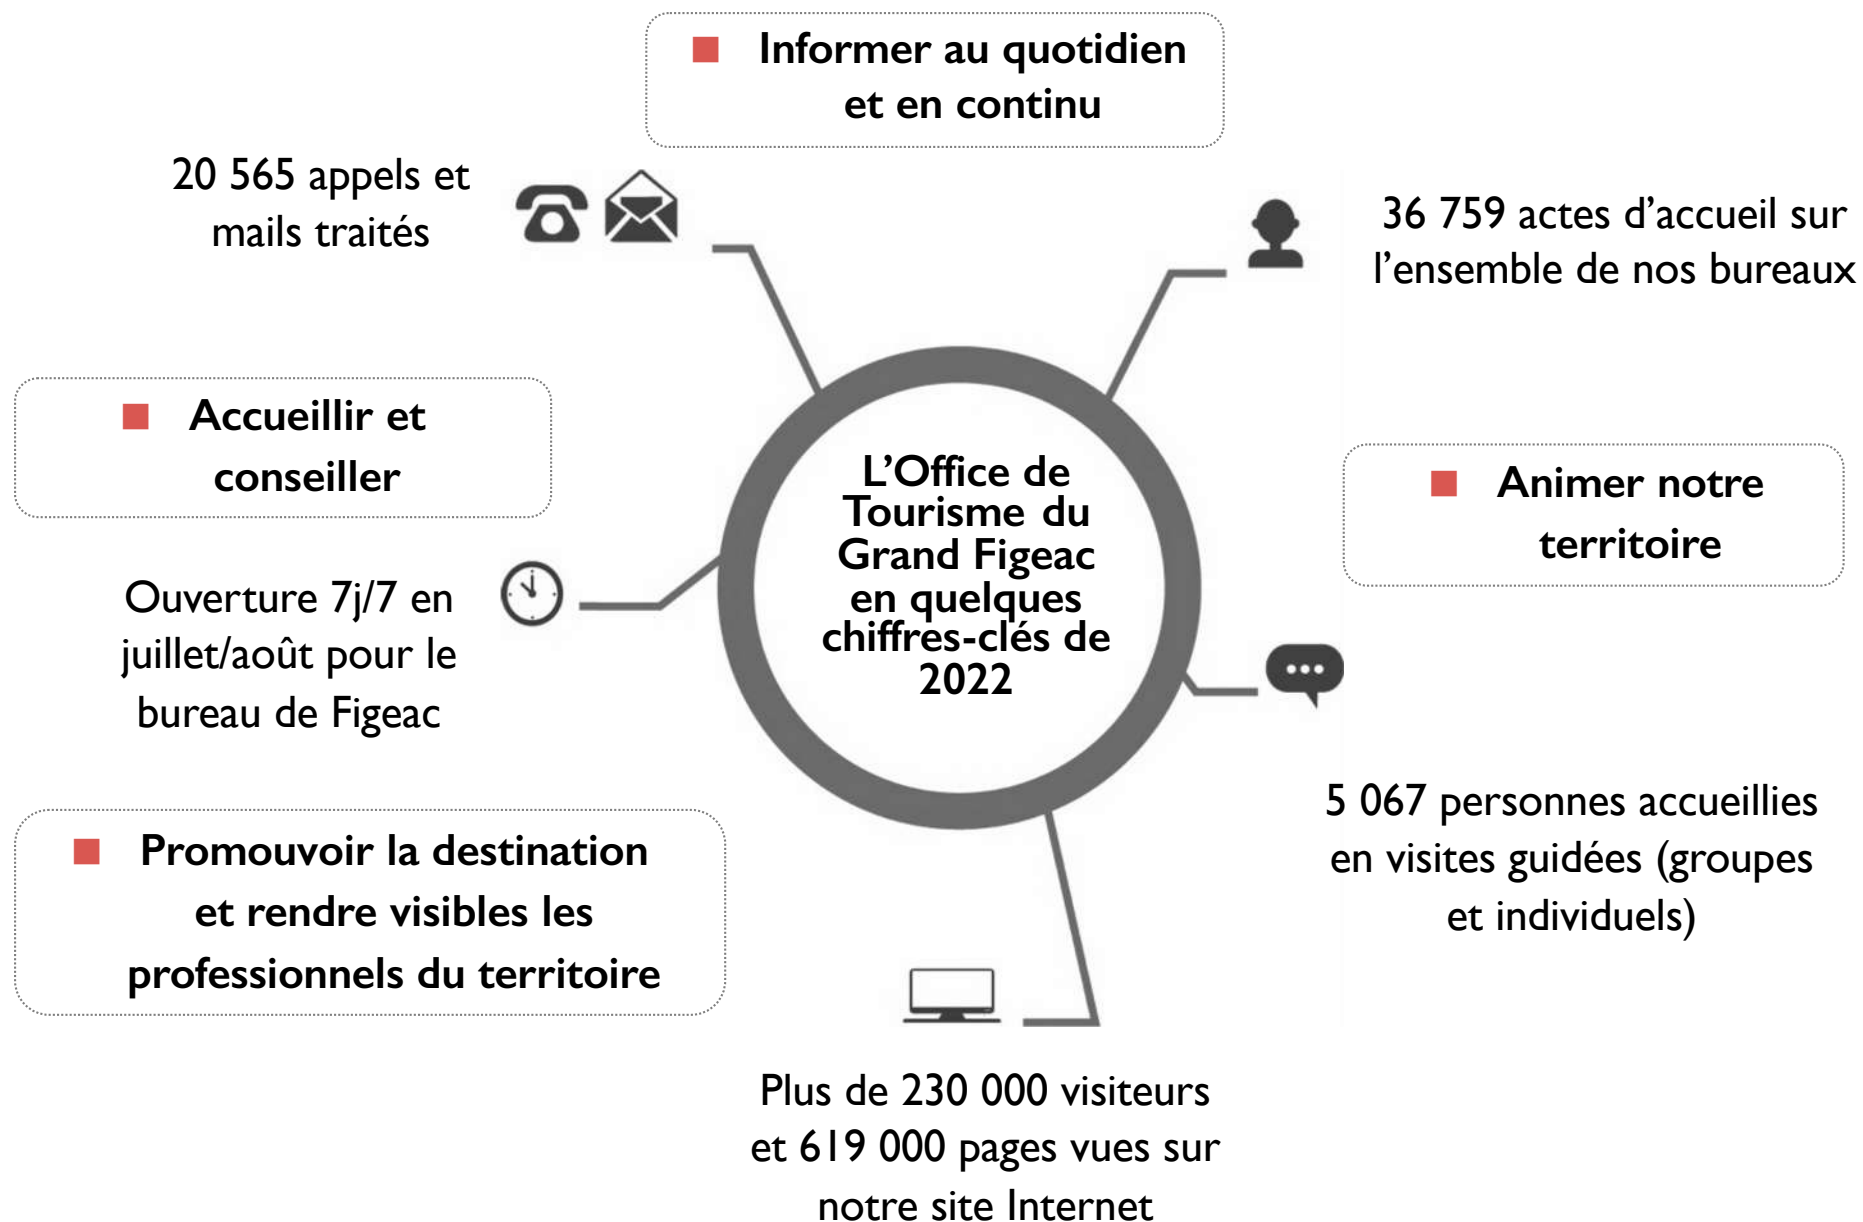 Informer au quotidien
et en continu
20 565 appels et
mails traités
36 759 actes d’accueil sur
l’ensemble de nos bureaux
Accueillir et
conseiller
L’Office de
Tourisme du
Grand Figeac
en quelques
chiffres-clés de
2022
Animer notre
territoire
Ouverture 7j/7 en
juillet/août pour le
bureau de Figeac
5 067 personnes accueillies
en visites guidées (groupes
et individuels)
Promouvoir la destination
et rendre visibles les
professionnels du territoire
Plus de 230 000 visiteurs
et 619 000 pages vues sur
notre site Internet